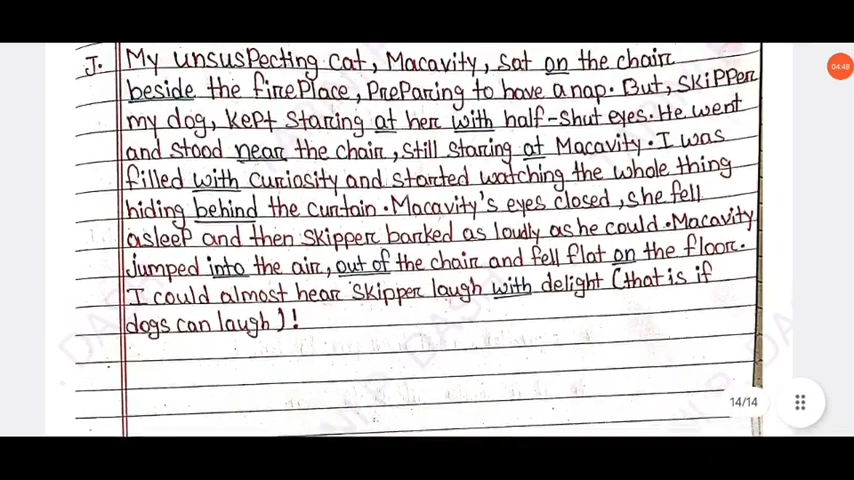 04:48
J. My unsuspecting cat, Macavity, sat on the chair
beside the fireplace, preparing to have a nap. But, Skipper
my dog, kept staring at her with half-shut eyes. He went
and stood near the chair, still staring at Macavity. I was
filled with curiosity and started watching the whole thing
hiding behind the curtain. Macavity's eyes closed, she fell
asleep and then skipper barked as loudly as he could. Macavity
jumped into the air, out of the chair and fell flat on the floor.
I could almost hear skipper laugh with delight (that is if
dogs can laugh)!
14/14